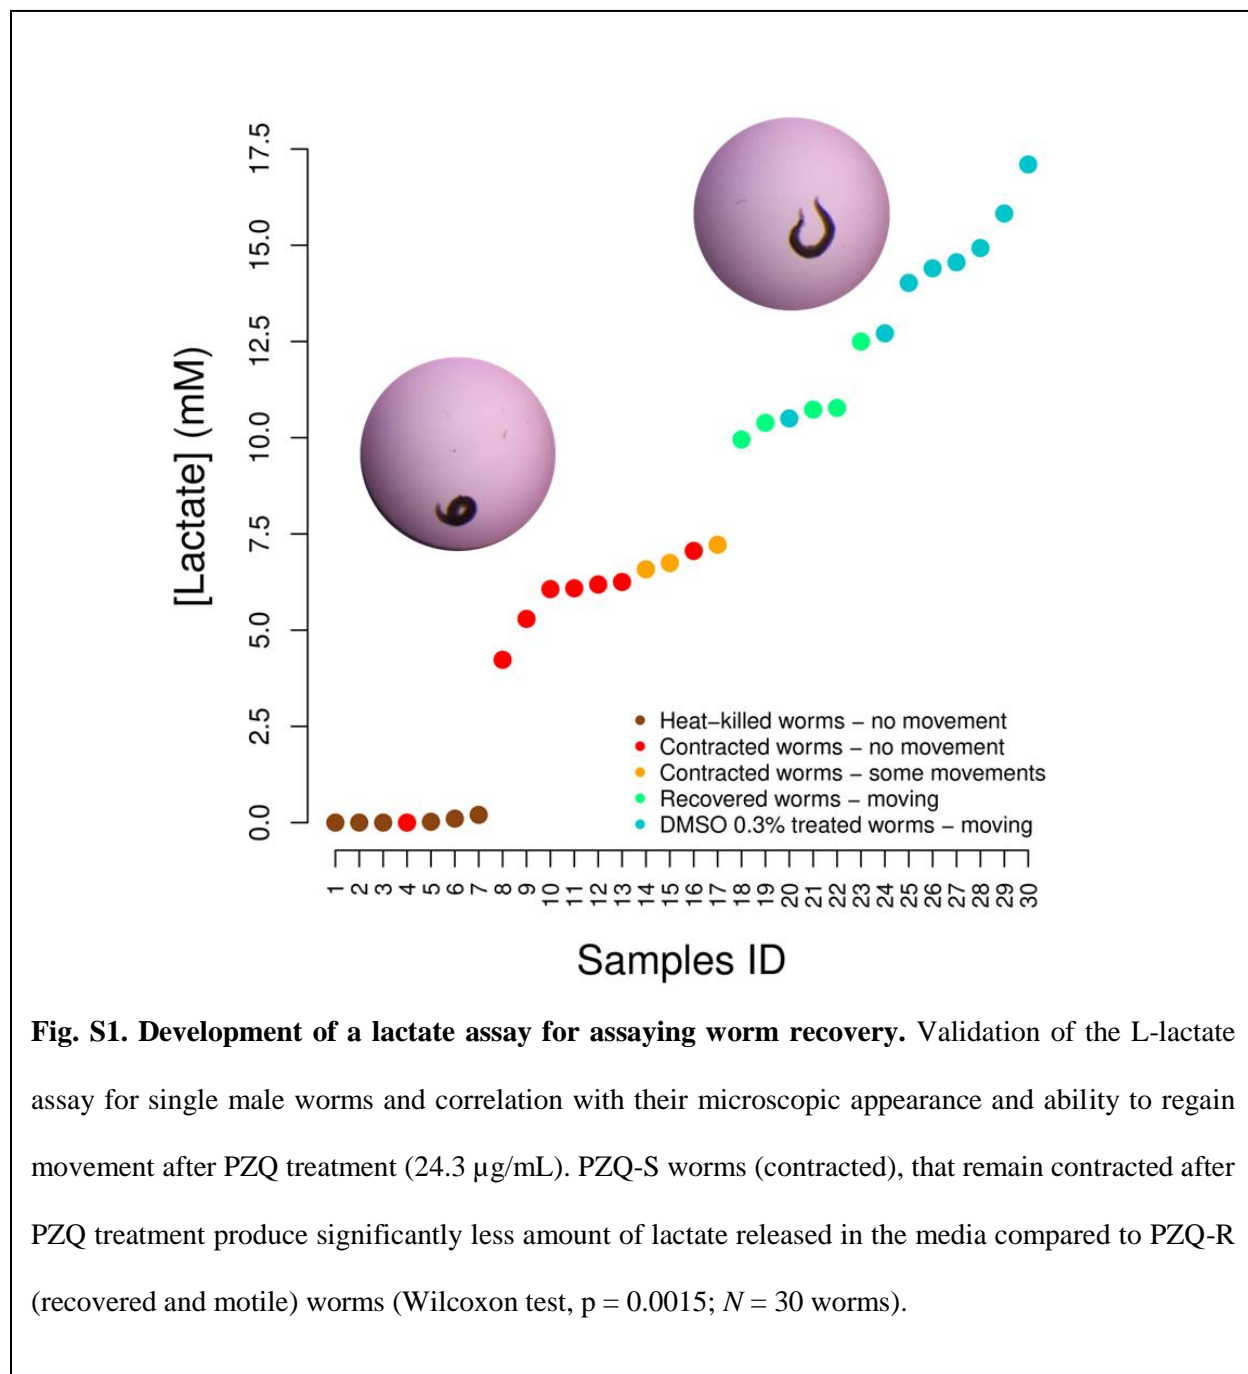 17.5
15.0
12.5
10.0
7.5
5.0
2.5
0.0
[Lactate] (mM)
Heat−killed worms − no movement
Contracted worms − no movement
Contracted worms − some movements
Recovered worms − moving
DMSO 0.3% treated worms − moving
1 2 3 4 5 6 7 8 9 10 11 12 13 14 15 16 17 18 19 20 21 22 23 24 25 26 27 28 29 30
Samples ID
Fig. S1. Development of a lactate assay for assaying worm recovery. Validation of the L-lactate
assay for single male worms and correlation with their microscopic appearance and ability to regain
movement after PZQ treatment (24.3 µg/mL). PZQ-S worms (contracted), that remain contracted after
PZQ treatment produce significantly less amount of lactate released in the media compared to PZQ-R
(recovered and motile) worms (Wilcoxon test, p = 0.0015; N = 30 worms).